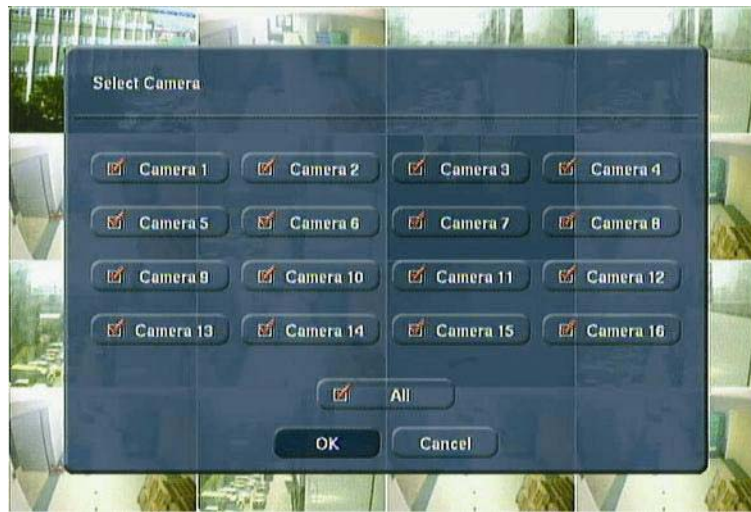 Select Camera
Camera 1 Camera 2 Camera 3 Camera 4
Camera 5 Camera 6 Camera 7 Camera 8
Camera 9 Camera 10 Camera 11 Camera 12
Camera 13 Camera 14 Camera 15 Camera 16
All
OK Cancel